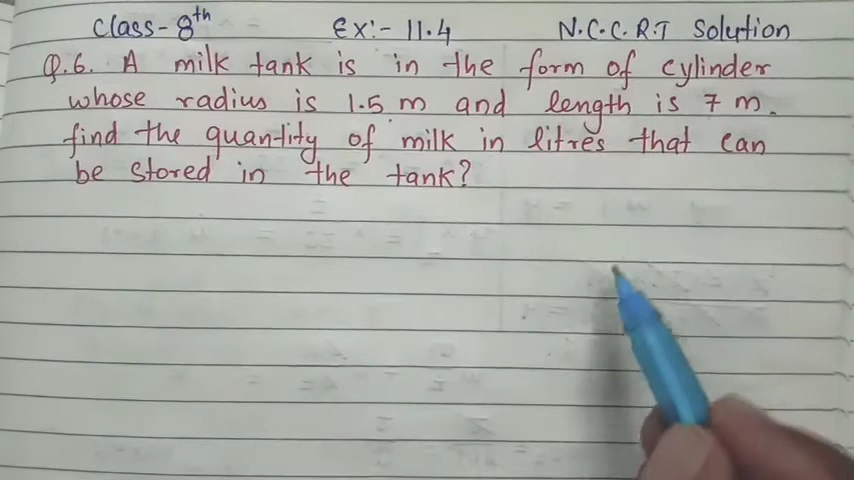 Class-8th Ex:- 11.4 N.C.C.R.T Solution
Q.6. A milk tank is in the form of cylinder
whose radius is 1.5 m and length is 7 m.
find the quantity of milk in litres that can
be stored in the tank?